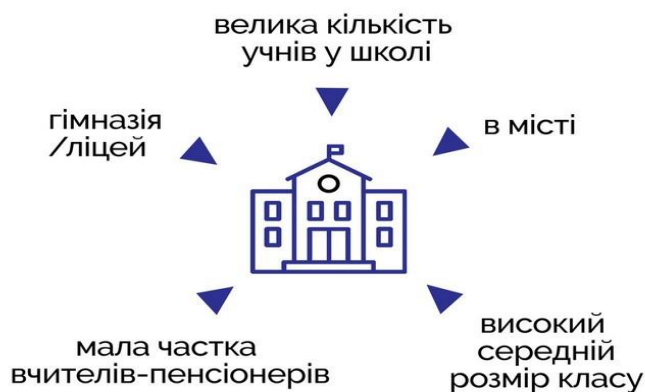 велика кількість
учнів у школі
гімназія
/ліцей
в місті
мала частка
вчителів-пенсіонерів
високий
середній
розмір класу